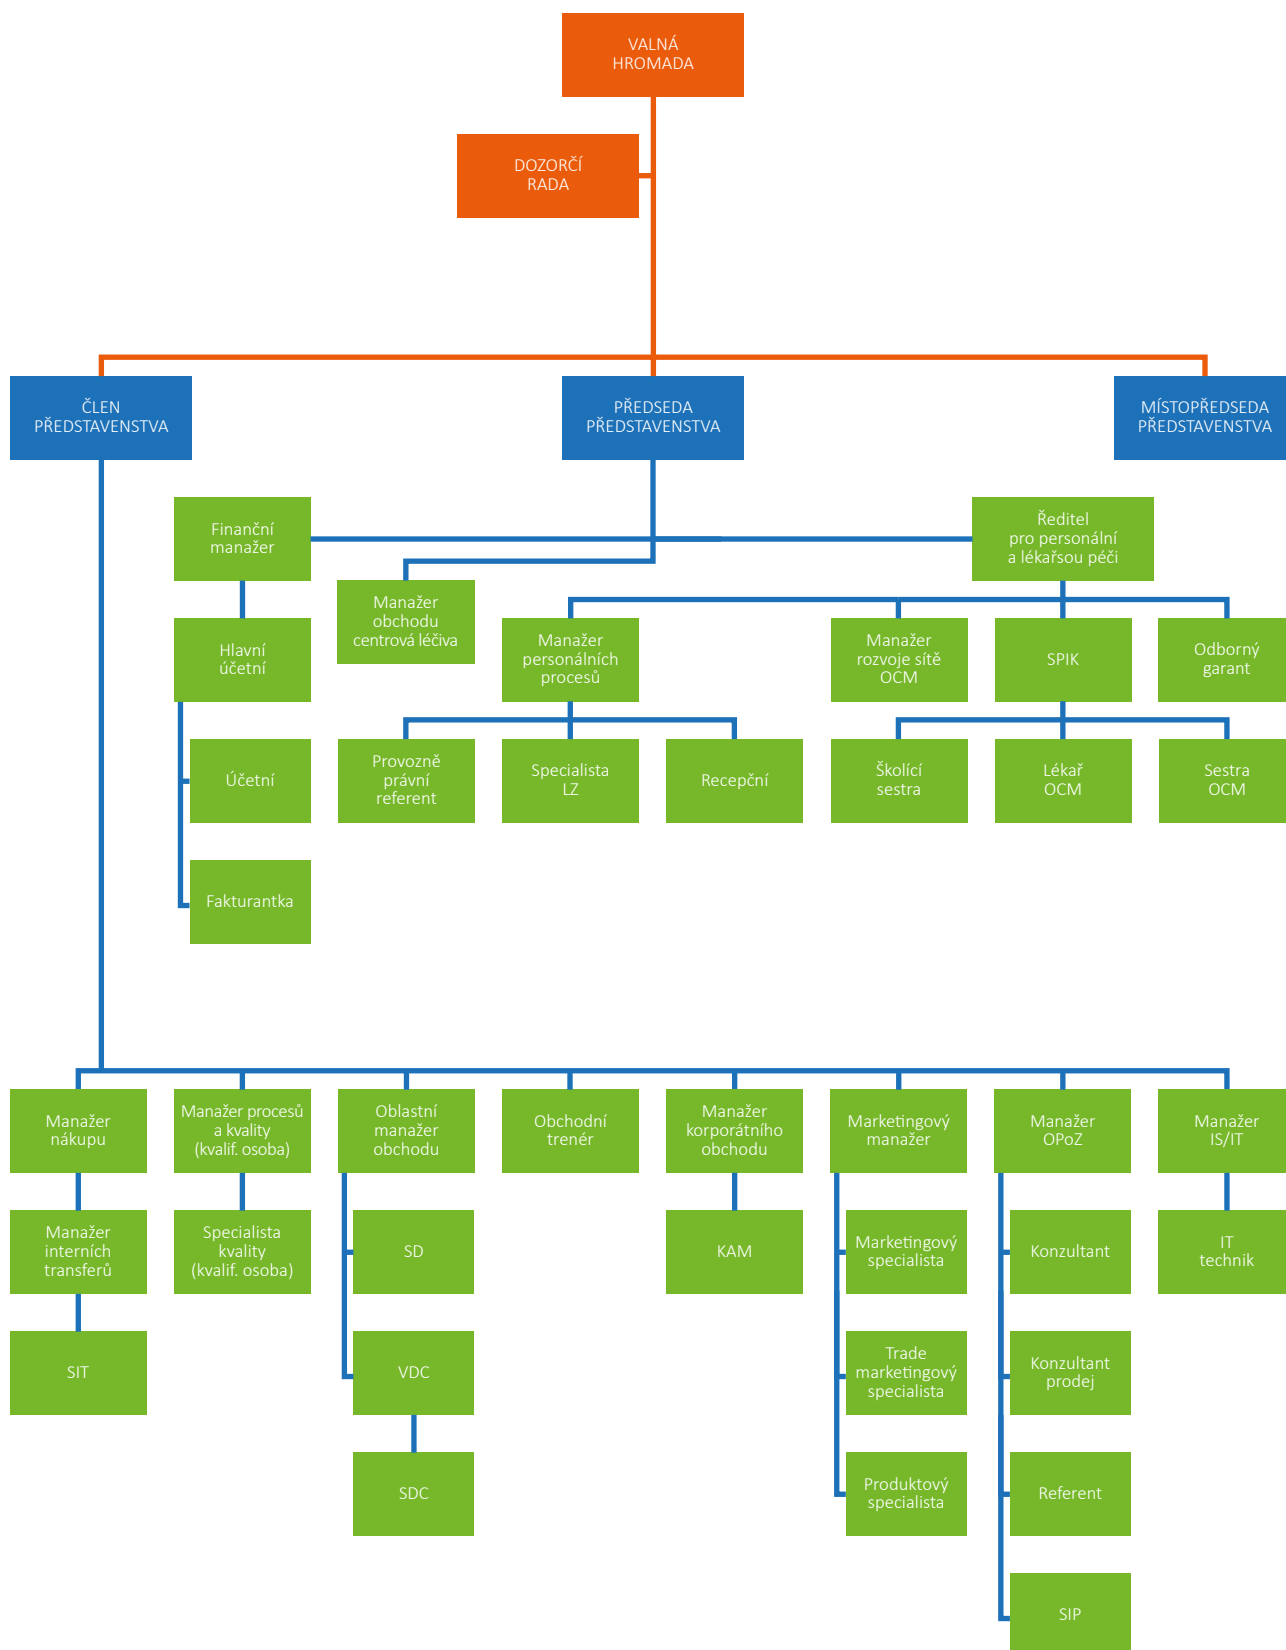 VALNÁ
HROMADA
DOZORČÍ
RADA
ČLEN
PŘEDSTAVENSTVA
PŘEDSEDA
PŘEDSTAVENSTVA
MÍSTOPŘEDSEDA
PŘEDSTAVENSTVA
Finanční
manažer
Ředitel
pro personální
a lékařsou péči
Manažer
obchodu
centrová léčiva
Hlavní
účetní
Manažer
personálních
procesů
Manažer
rozvoje sítě
OCM
SPIK
Odborný
garant
Účetní
Provozně
právní
referent
Specialista
LZ
Recepční
Školící
sestra
Lékař
OCM
Sestra
OCM
Fakturantka
Manažer
nákupu
Manažer procesů
a kvality
(kvalif. osoba)
Oblastní
manažer
obchodu
Obchodní
trenér
Manažer
korporátního
obchodu
Marketingový
manažer
Manažer
OPoZ
Manažer
IS/IT
Manažer
interních
transferů
Specialista
kvality
(kvalif. osoba)
SD
KAM
Marketingový
specialista
Konzultant
IT
technik
SIT
VDC
Trade
marketingový
specialista
Konzultant
prodej
SDC
Produktový
specialista
Referent
SIP